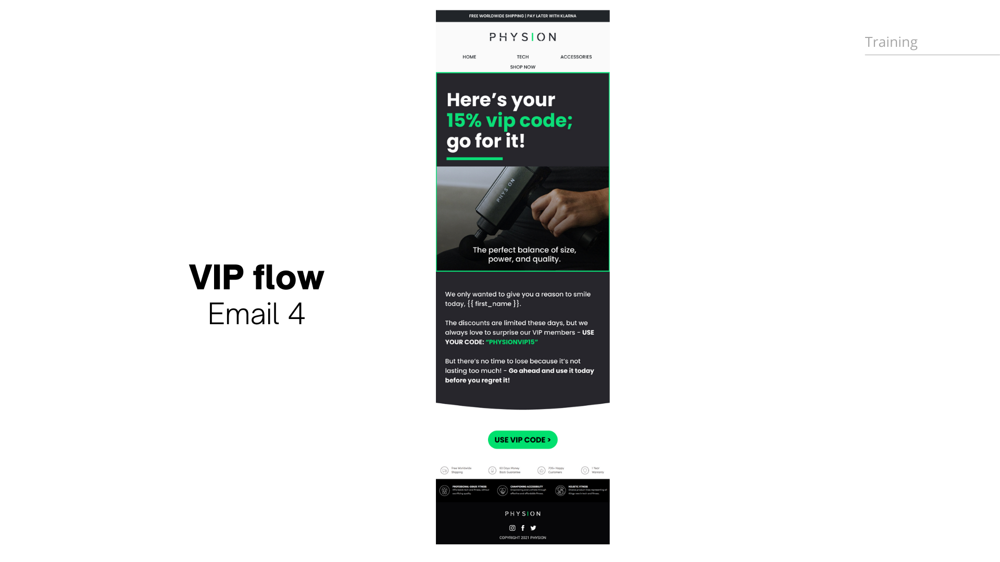 Training
VIP flow
Email 4
FREE WORLDWIDE SHIPPING | PAY LATER WITH KLARNA
PHYSION
HOME TECH ACCESSORIES
SHOP NOW
Here's your
15% vip code;
go for it!
PHYSION
The perfect balance of size,
power, and quality.
We only wanted to give you a reason to smile
today, {{ first_name }}.
The discounts are limited these days, but we
always love to surprise our VIP members - USE
YOUR CODE: “PHYSIONVIP15”
But there's no time to lose because it's not
lasting too much! - Go ahead and use it today
before you regret it!
USE VIP CODE >
Free Worldwide
Shipping
60 Days Money
Back Guarantee
70K+ Happy
Customers
1 Year
Warranty
PROFESSIONAL-GRADE FITNESS
Affordable tech and fitness, without
sacrificing quality.
CHAMPIONING ACCESSIBILITY
Empowering every athlete through
effective and affordable fitness.
HOLISTIC FITNESS
Diverse product-lines representing all
things new in tech and fitness.
PHYSION
COPYRIGHT 2021 PHYSION